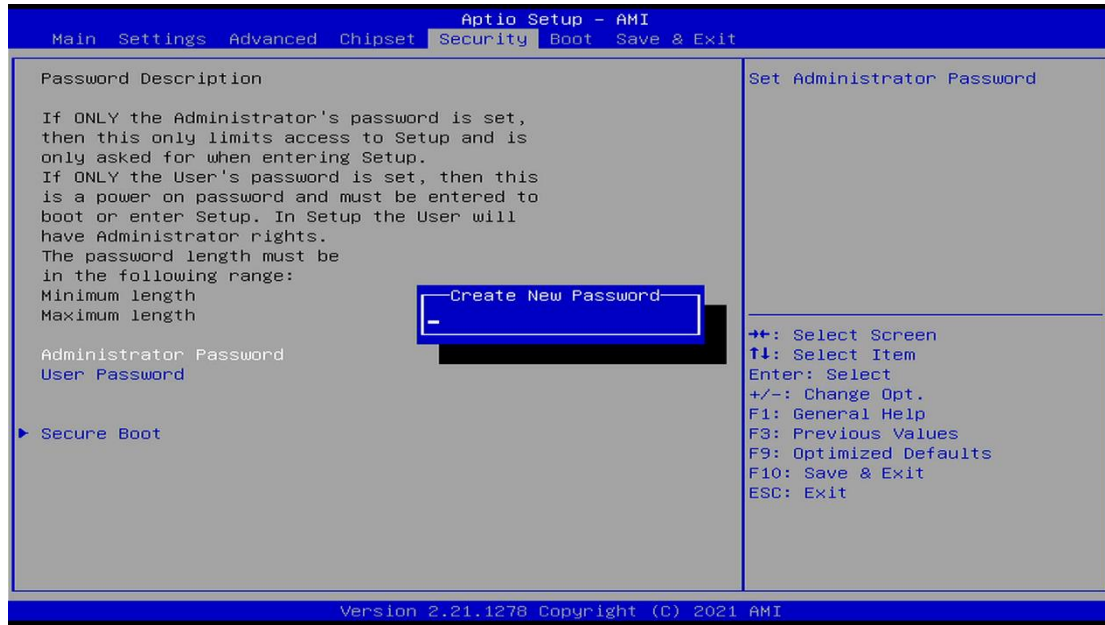 Aptio Setup – AMI
Main Settings Advanced Chipset Security Boot Save & Exit
Password Description
If ONLY the Administrator's password is set,
then this only limits access to Setup and is
only asked for when entering Setup.
If ONLY the User's password is set, then this
is a power on password and must be entered to
boot or enter Setup. In Setup the User will
have Administrator rights.
The password length must be
in the following range:
Minimum length
Maximum length
Administrator Password
User Password
► Secure Boot
Create New Password
Set Administrator Password
→←: Select Screen
↑↓: Select Item
Enter: Select
+/-: Change Opt.
F1: General Help
F3: Previous Values
F9: Optimized Defaults
F10: Save & Exit
ESC: Exit
Version 2.21.1278 Copyright (C) 2021 AMI